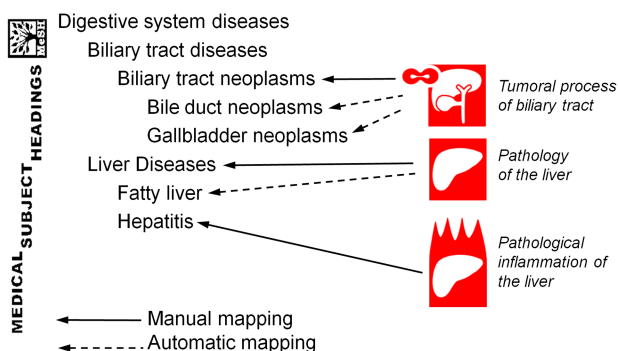 MeSH
MEDICAL SUBJECT HEADINGS
Digestive system diseases
Biliary tract diseases
Biliary tract neoplasms
Bile duct neoplasms
Gallbladder neoplasms
Liver Diseases
Fatty liver
Hepatitis
Tumoral process
of biliary tract
Pathology
of the liver
Pathological
inflammation of
the liver
Manual mapping
Automatic mapping